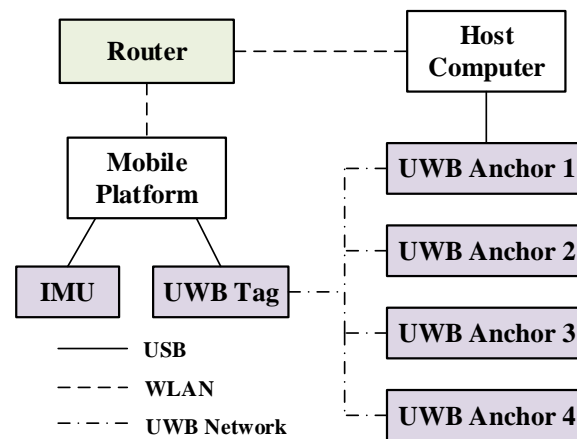 Router
Host
Computer
Mobile
Platform
UWB Anchor 1
UWB Anchor 2
IMU
UWB Tag
UWB Anchor 3
USB
WLAN
UWB Network
UWB Anchor 4